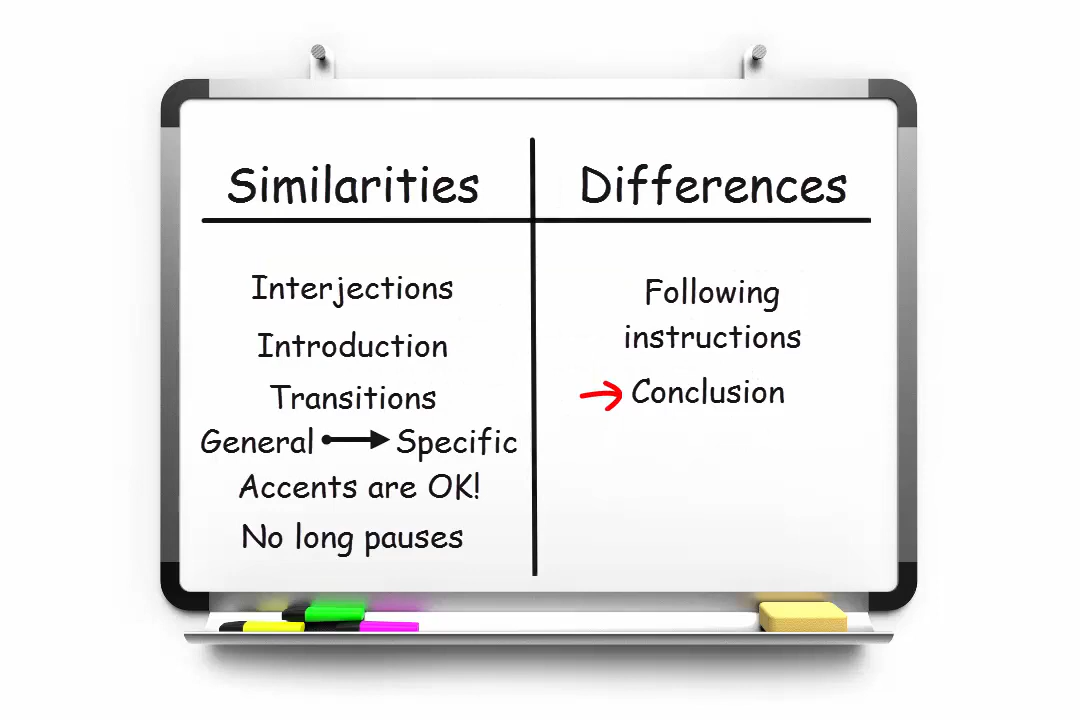 Similarities
Differences
Interjections
Introduction
Transitions
General → Specific
Accents are OK!
No long pauses
Following
instructions
→ Conclusion